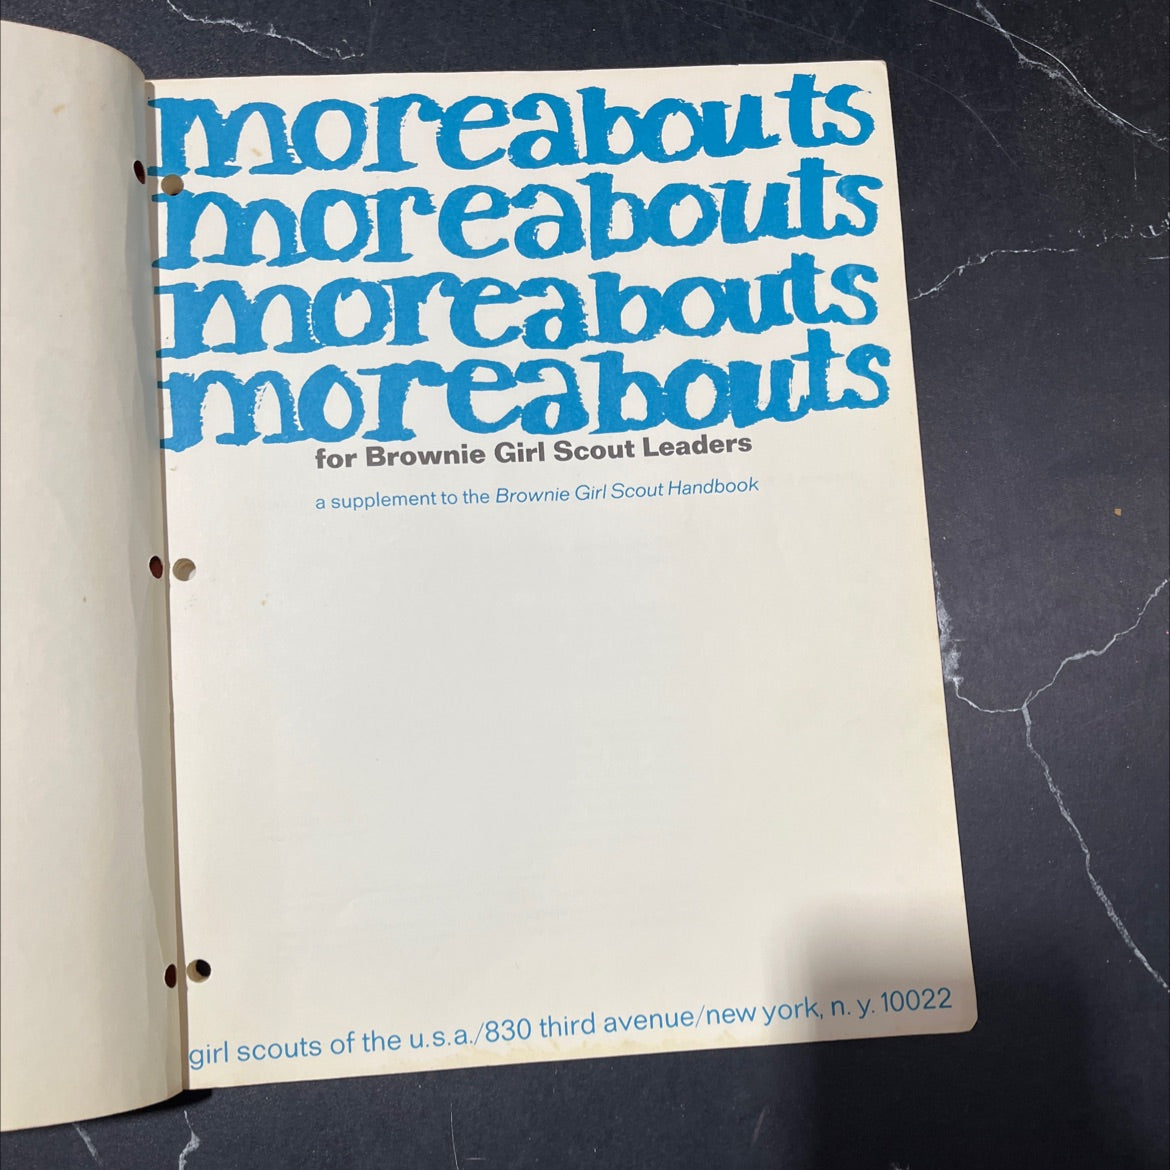 moreabouts
moreabouts
moreabouts
moreabouts
for Brownie Girl Scout Leaders
a supplement to the Brownie Girl Scout Handbook
girl scouts of the u.s.a./830 third avenue/new york, n. y. 10022